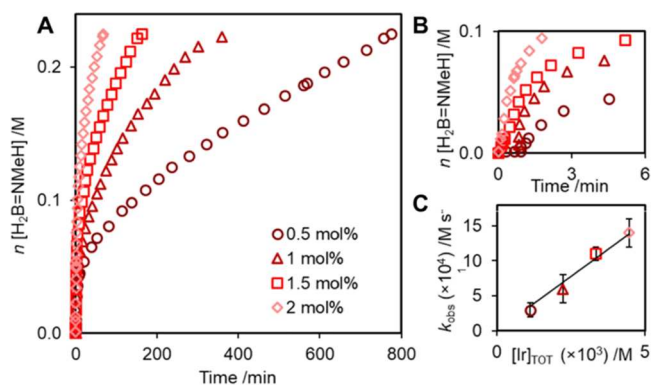 A
n [H₂B=NMeH] /M
0.2
0.1
0.0
0
200
400
600
800
Time /min
0.5 mol%
1 mol%
1.5 mol%
2 mol%
B
n [H₂B=NMeH] /M
0.1
0.0
0
3
6
Time /min
C
k_obs (×10⁴) /M s⁻
1
15
10
5
0
0
5
[Ir]TOT (×10³) /M